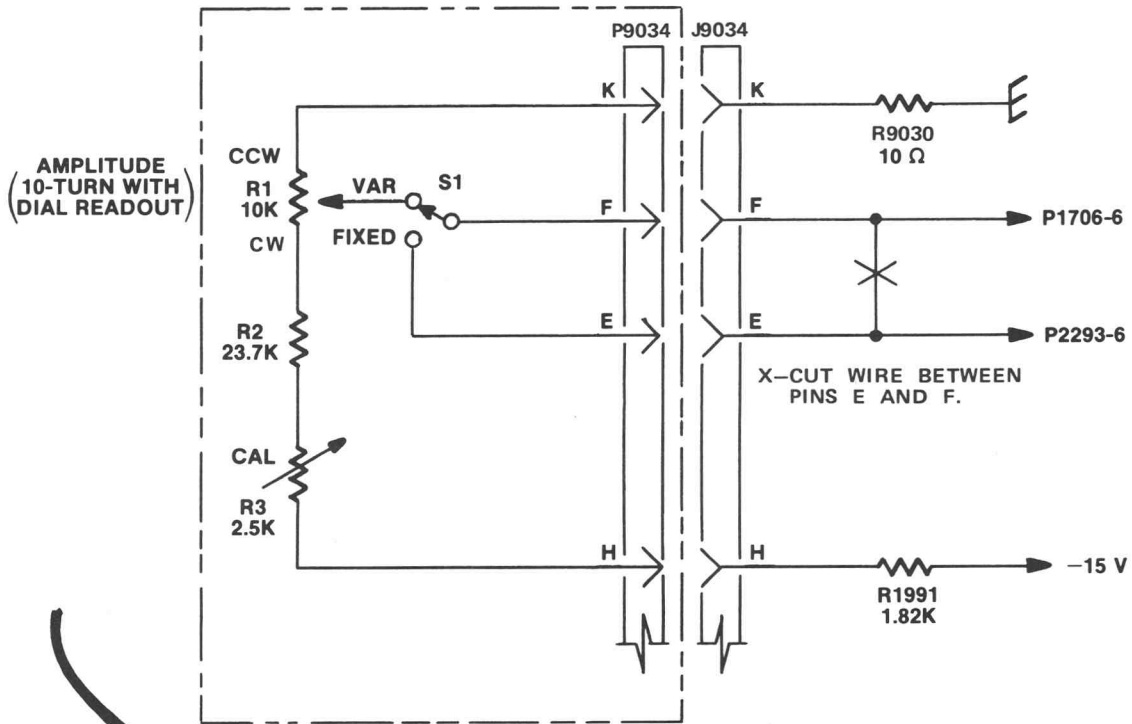 P9034 J9034
K K
R9030
10 Ω
AMPLITUDE
(10-TURN WITH
DIAL READOUT)
CCW
R1
10K
CW
VAR S1
FIXED
F F
P1706-6
E E
P2293-6
R2
23.7K
X–CUT WIRE BETWEEN
PINS E AND F.
CAL
R3
2.5K
H H
–15 V
R1991
1.82K